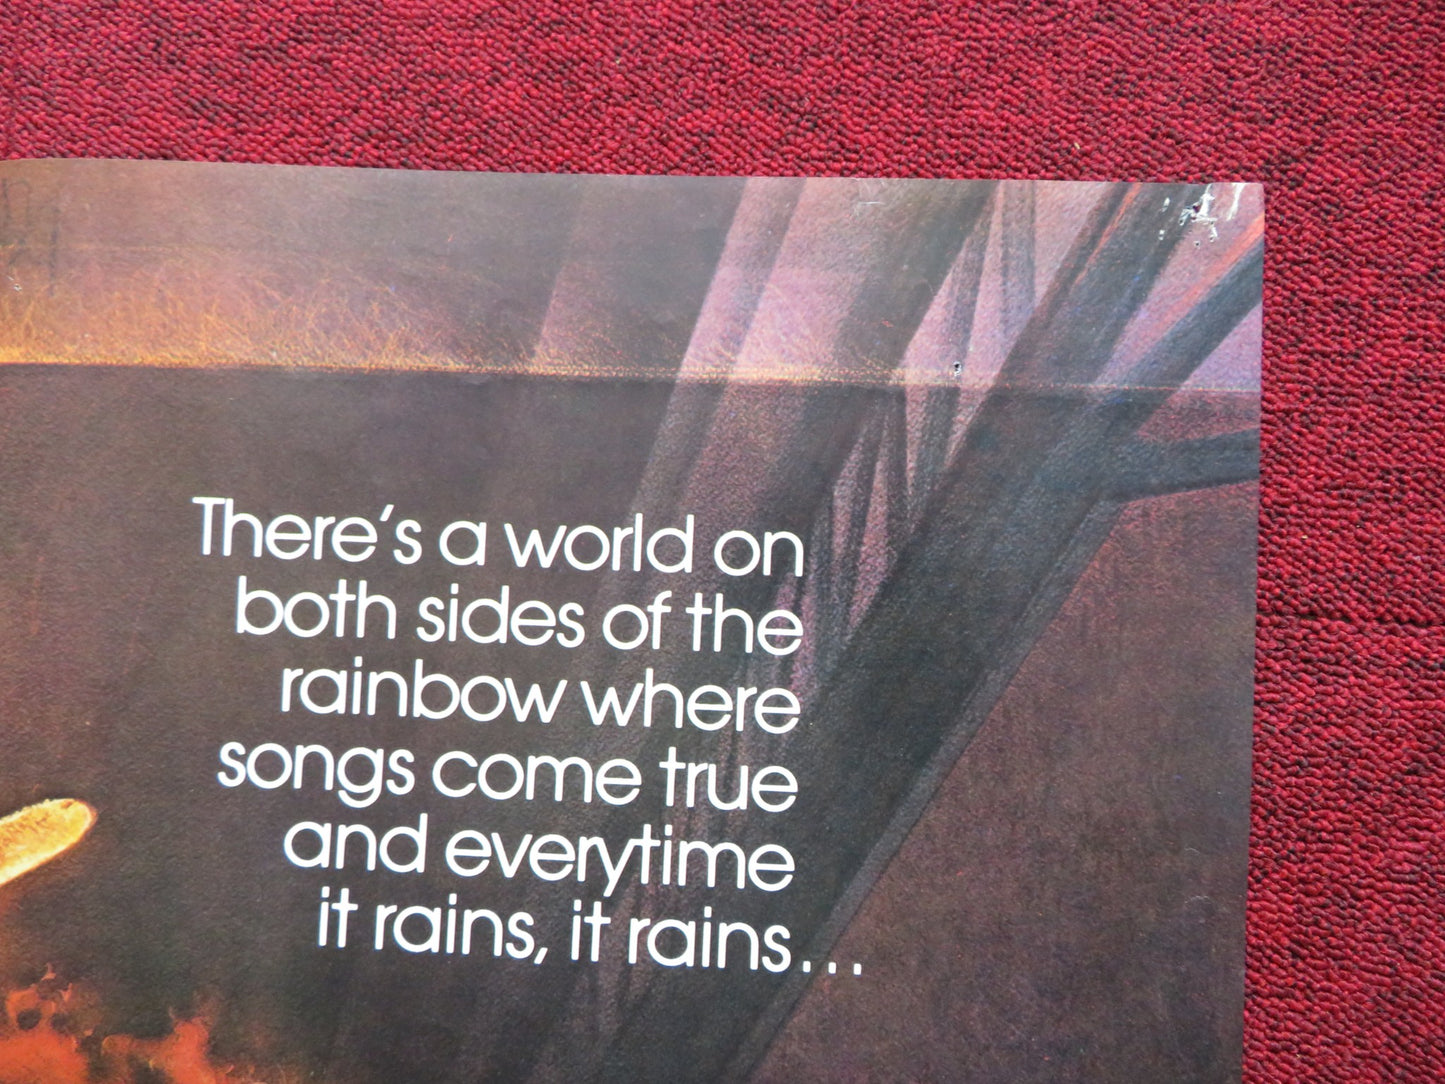 There's a world on
both sides of the
rainbow where
songs come true
and everytime
it rains, it rains...